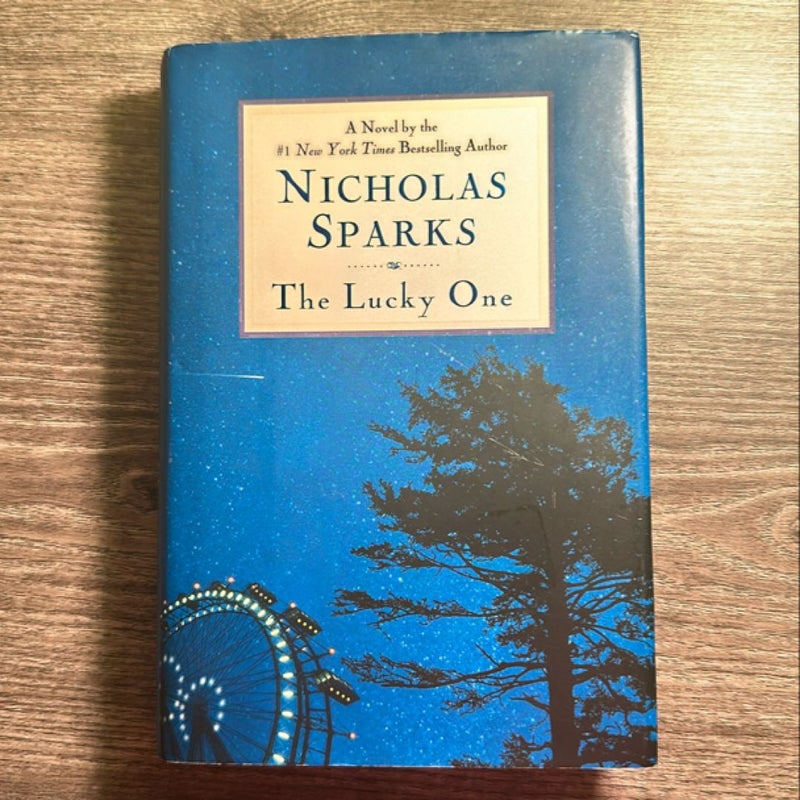 A Novel by the
#1 New York Times Bestselling Author
NICHOLAS
SPARKS
The Lucky One